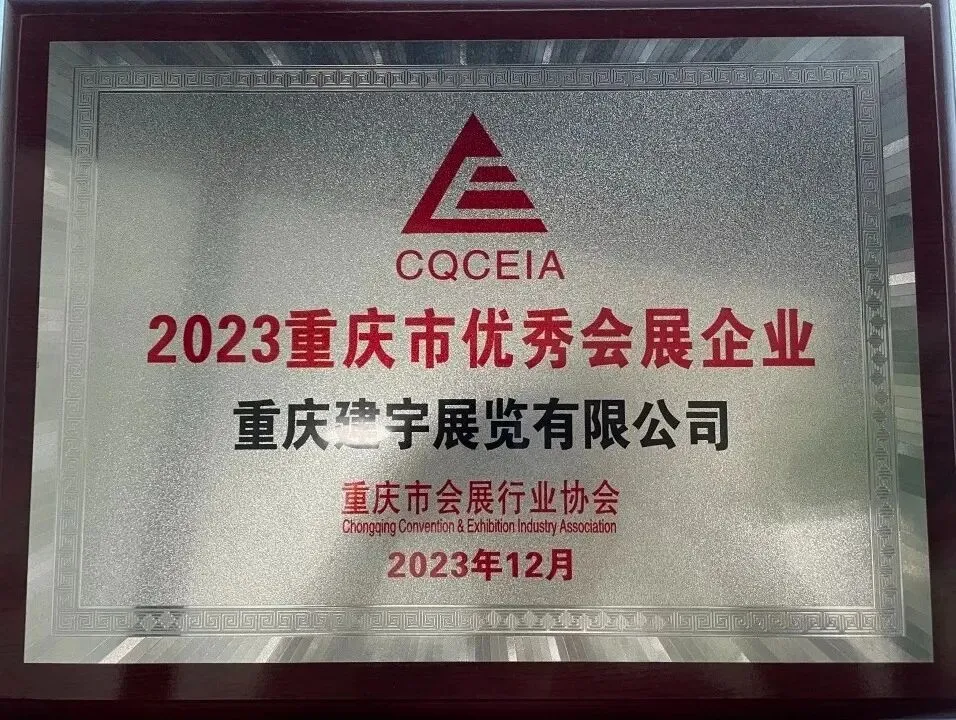 CQCEIA
2023重庆市优秀会展企业
重庆建宇展览有限公司
重庆市会展行业协会
Chongqing Convention & Exhibition Industry Association
2023年12月